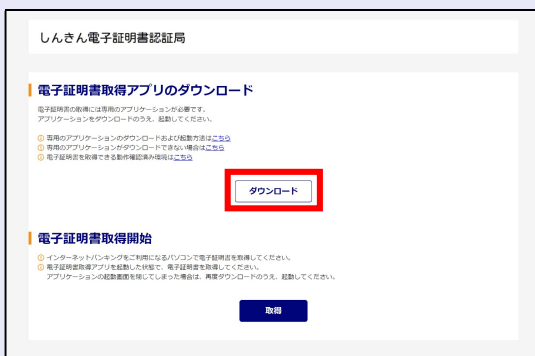 しんきん電子証明書認証局
電子証明書取得アプリのダウンロード
電子証明書の取得には専用のアプリケーションが必要です。
アプリケーションをダウンロードのうえ、起動してください。
専用のアプリケーションのダウンロードおよび起動方法はこちら
専用のアプリケーションがダウンロードできない場合はこちら
電子証明書を取得できる動作確認済み環境はこちら
ダウンロード
電子証明書取得開始
インターネットバンキングをご利用になるパソコンで電子証明書を取得してください。
電子証明書取得アプリを起動した状態で、電子証明書を取得してください。
アプリケーションの起動画面を閉じてしまった場合は、再度ダウンロードのうえ、起動してください。
取得